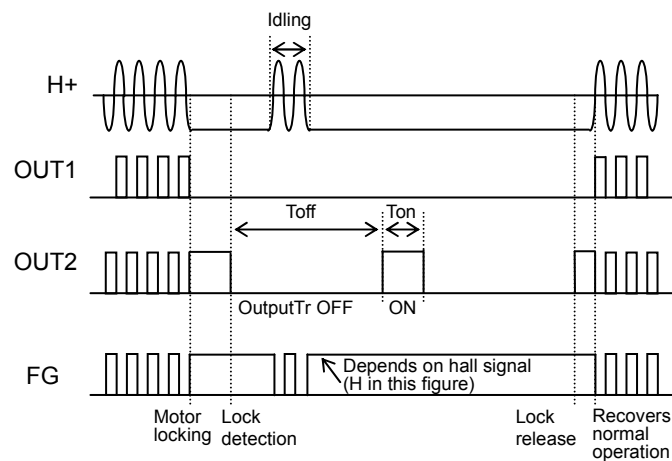 Idling
H+
OUT1
Toff
Ton
OUT2
OutputTr OFF
ON
FG
Depends on hall signal
(H in this figure)
Motor
locking
Lock
detection
Lock
release
Recovers
normal
operation